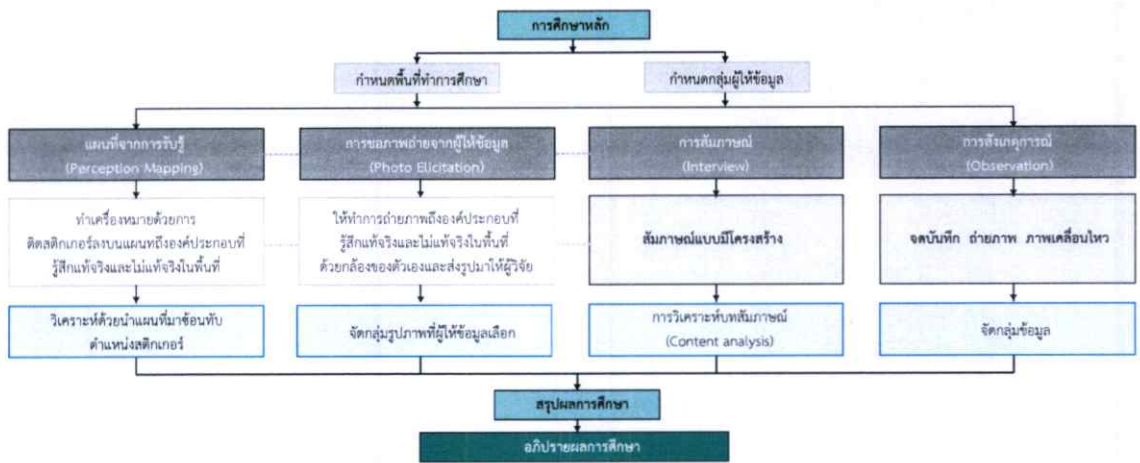 การศึกษาหลัก
กำหนดพื้นที่ทำการศึกษา
กำหนดกลุ่มผู้ให้ข้อมูล
แผนที่จากการรับรู้
(Perception Mapping)
การขอภาพถ่ายจากผู้ให้ข้อมูล
(Photo Elicitation)
การสัมภาษณ์
(Interview)
การสังเกตุการณ์
(Observation)
ทำเครื่องหมายด้วยการ
ติดสติกเกอร์ลงบนแผนที่ถึงองค์ประกอบที่
รู้สึกแท้จริงและไม่แท้จริงในพื้นที่
ให้ทำการถ่ายภาพถึงองค์ประกอบที่
รู้สึกแท้จริงและไม่แท้จริงในพื้นที่
ด้วยกล้องของตัวเองและส่งรูปมาให้ผู้วิจัย
สัมภาษณ์แบบมีโครงสร้าง
จดบันทึก ถ่ายภาพ ภาพเคลื่อนไหว
วิเคราะห์ด้วยนำแผนที่มาซ้อนทับ
ตำแหน่งสติกเกอร์
จัดกลุ่มรูปภาพที่ผู้ให้ข้อมูลเลือก
การวิเคราะห์บทสัมภาษณ์
(Content analysis)
จัดกลุ่มข้อมูล
สรุปผลการศึกษา
อภิปรายผลการศึกษา